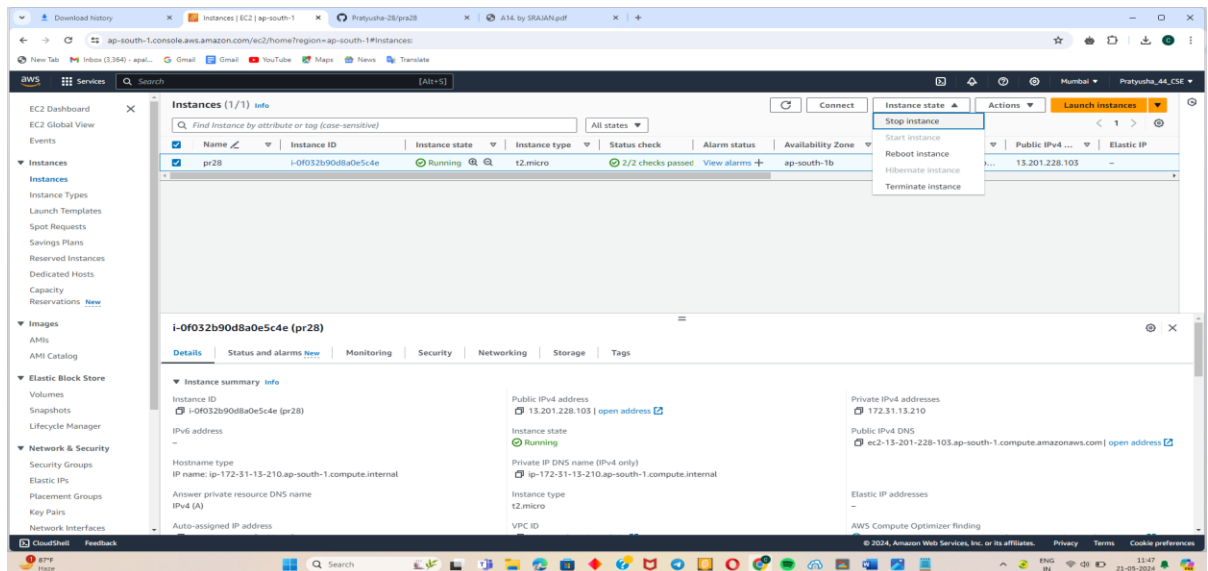 Download history
Instances | EC2 | ap-south-1
Pratyusha-28/pra28
A14. by SRAJAN.pdf
ap-south-1.console.aws.amazon.com/ec2/home?region=ap-south-1#Instances:
New Tab
Inbox (3,364) - apal...
Gmail
Gmail
YouTube
Maps
News
Translate
aws
Services
Search
[Alt+S]
Mumbai
Pratyusha_44_CSE
EC2 Dashboard
EC2 Global View
Events
Instances
Instances
Instance Types
Launch Templates
Spot Requests
Savings Plans
Reserved Instances
Dedicated Hosts
Capacity
Reservations New
Images
AMIs
AMI Catalog
Elastic Block Store
Volumes
Snapshots
Lifecycle Manager
Network & Security
Security Groups
Elastic IPs
Placement Groups
Key Pairs
Network Interfaces
Instances (1/1) Info
Connect
Instance state
Actions
Launch instances
Find Instance by attribute or tag (case-sensitive)
All states
1
Stop instance
Start instance
Reboot instance
Hibernate instance
Terminate instance
Name
Instance ID
Instance state
Instance type
Status check
Alarm status
Availability Zone
Public IPv4 ...
Elastic IP
pr28
i-0f032b90d8a0e5c4e
Running
t2.micro
2/2 checks passed
View alarms +
ap-south-1b
13.201.228.103
–
i-0f032b90d8a0e5c4e (pr28)
Details
Status and alarms New
Monitoring
Security
Networking
Storage
Tags
Instance summary Info
Instance ID
i-0f032b90d8a0e5c4e (pr28)
Public IPv4 address
13.201.228.103 | open address
Private IPv4 addresses
172.31.13.210
IPv6 address
–
Instance state
Running
Public IPv4 DNS
ec2-13-201-228-103.ap-south-1.compute.amazonaws.com | open address
Hostname type
IP name: ip-172-31-13-210.ap-south-1.compute.internal
Private IP DNS name (IPv4 only)
ip-172-31-13-210.ap-south-1.compute.internal
Answer private resource DNS name
IPv4 (A)
Instance type
t2.micro
Elastic IP addresses
–
Auto-assigned IP address
VPC ID
AWS Compute Optimizer finding
CloudShell
Feedback
© 2024, Amazon Web Services, Inc. or its affiliates.
Privacy
Terms
Cookie preferences
87°F
Haze
Search
ENG
IN
11:47
21-05-2024